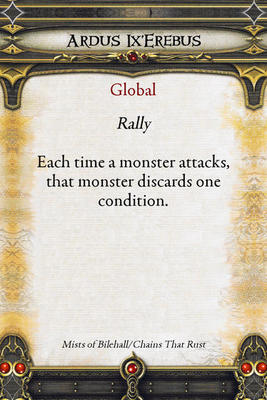 Ardus Ix'Erebus
Global
Rally
Each time a monster attacks,
that monster discards one
condition.
Mists of Bilehall/Chains That Rust